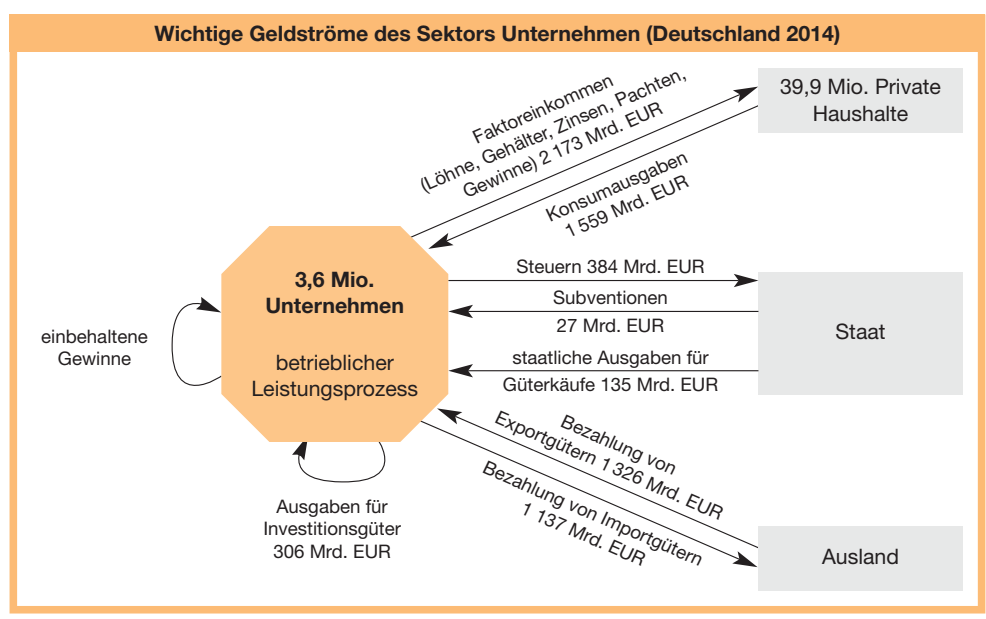 Wichtige Geldströme des Sektors Unternehmen (Deutschland 2014)
Faktoreinkommen
(Löhne, Gehälter, Zinsen, Pachten,
Gewinne) 2 173 Mrd. EUR
39,9 Mio. Private
Haushalte
Konsumausgaben
1 559 Mrd. EUR
3,6 Mio.
Unternehmen
betrieblicher
Leistungsprozess
einbehaltene
Gewinne
Steuern 384 Mrd. EUR
Subventionen
27 Mrd. EUR
staatliche Ausgaben für
Güterkäufe 135 Mrd. EUR
Staat
Bezahlung von
Exportgütern 1 326 Mrd. EUR
Bezahlung von Importgütern
1 137 Mrd. EUR
Ausgaben für
Investitionsgüter
306 Mrd. EUR
Ausland